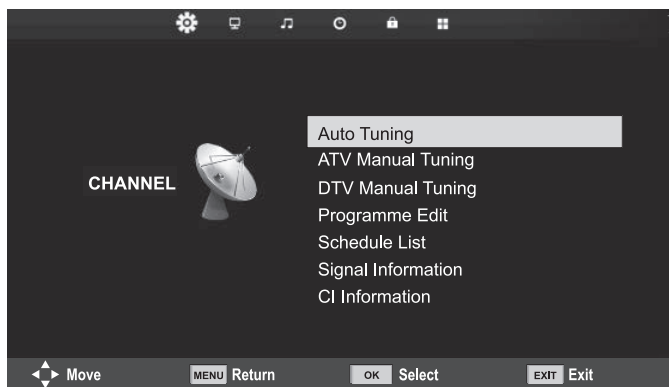 Auto Tuning
ATV Manual Tuning
CHANNEL
DTV Manual Tuning
Programme Edit
Schedule List
Signal Information
CI Information
Move MENU Return OK Select EXIT Exit